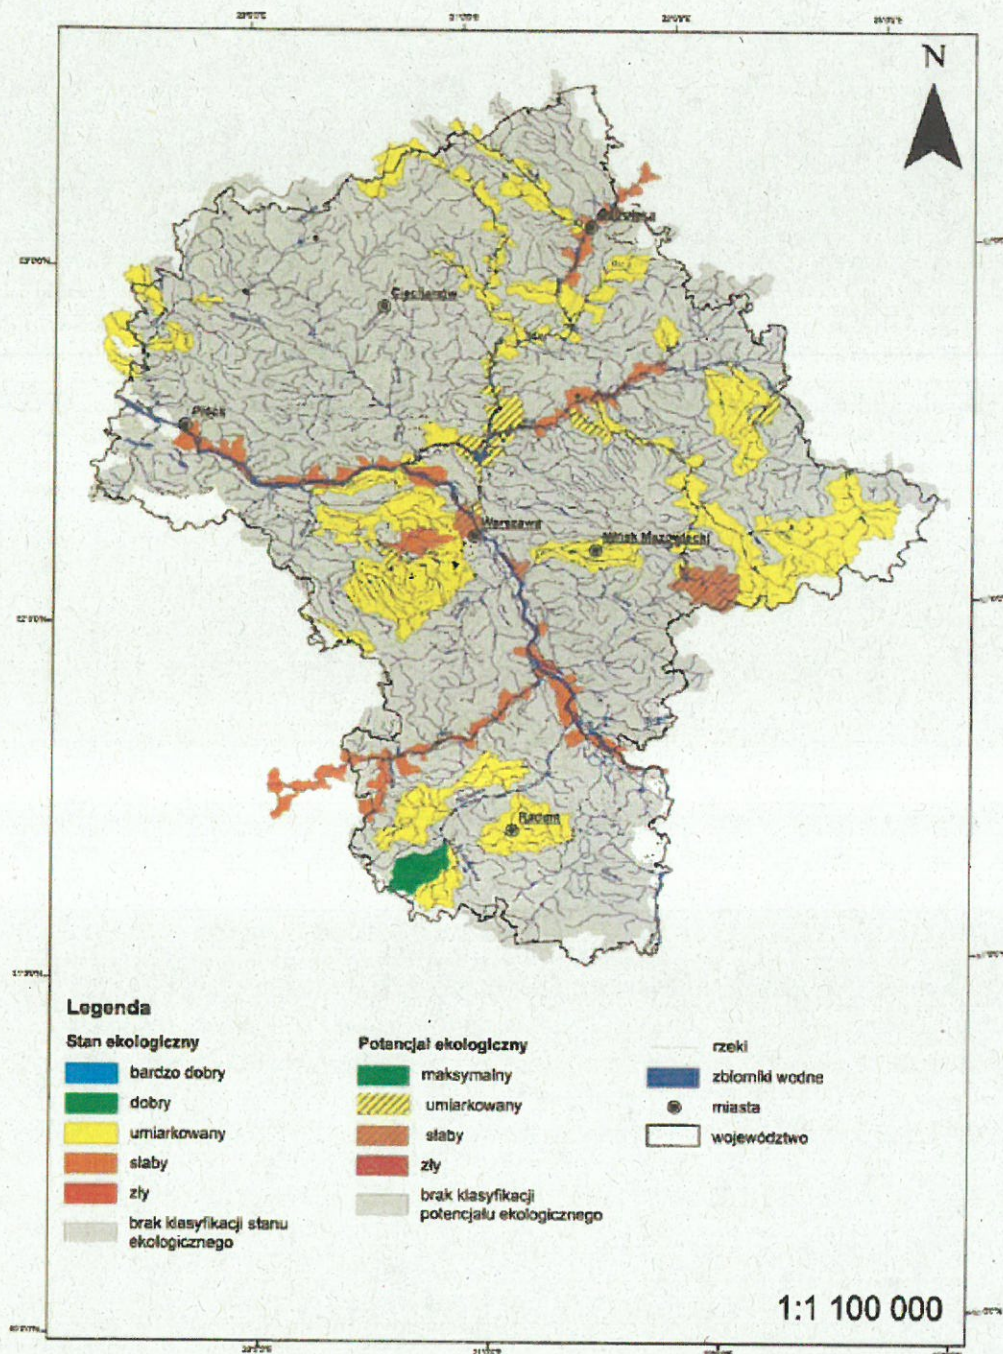 N
Ciechanów
Płock
Warszawa
Mińsk Mazowiecki
Radom
Legenda
Stan ekologiczny
bardzo dobry
dobry
umiarkowany
słaby
zły
brak klasyfikacji stanu
ekologicznego
Potencjał ekologiczny
maksymalny
umiarkowany
słaby
zły
brak klasyfikacji
potencjału ekologicznego
rzeki
zbiorniki wodne
miasta
województwo
1:1 100 000